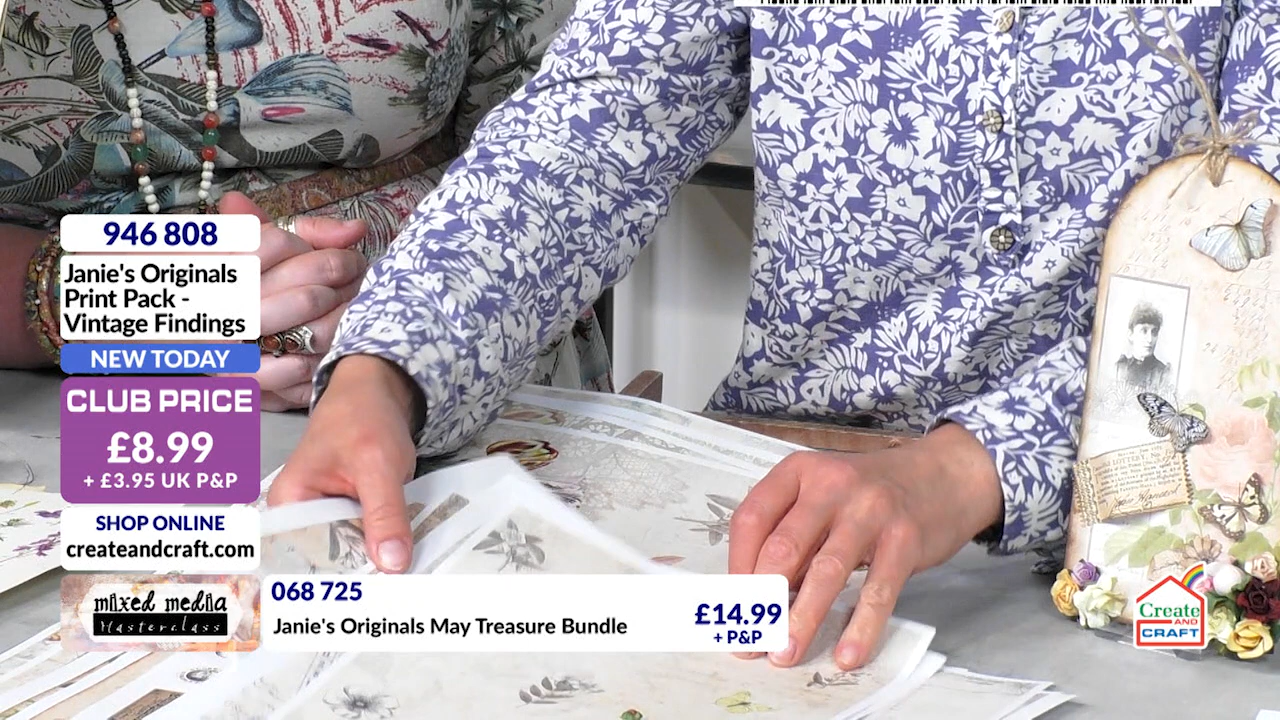 946 808
Janie's Originals
Print Pack -
Vintage Findings
NEW TODAY
CLUB PRICE
£8.99
+ £3.95 UK P&P
SHOP ONLINE
createandcraft.com
mixed media
Masterclass
068 725
Janie's Originals May Treasure Bundle
£14.99
+ P&P
LOTTERY
Create
AND
CRAFT